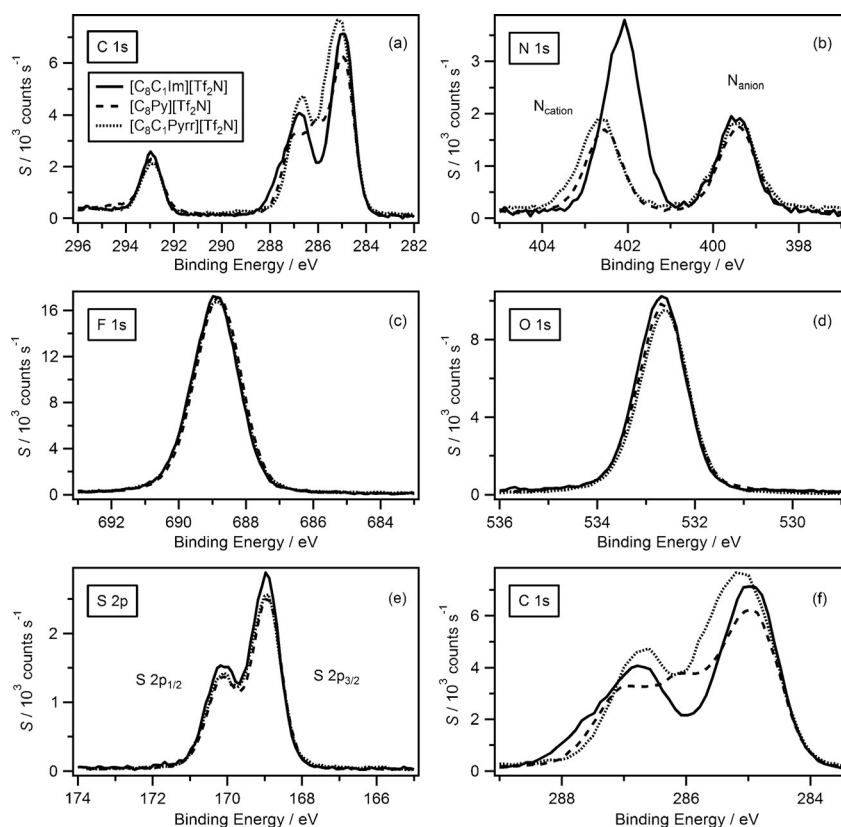 C 1s
(a)
[C₈C₁Im][Tf₂N]
[C₈Py][Tf₂N]
[C₈C₁Pyrr][Tf₂N]
S / 10³ counts s⁻¹
6
4
2
0
296 294 292 290 288 286 284 282
Binding Energy / eV
N 1s
(b)
N_cation
N_anion
S / 10³ counts s⁻¹
3
2
1
0
404 402 400 398
Binding Energy / eV
F 1s
(c)
S / 10³ counts s⁻¹
16
12
8
4
0
692 690 688 686 684
Binding Energy / eV
O 1s
(d)
S / 10³ counts s⁻¹
8
4
0
536 534 532 530
Binding Energy / eV
S 2p
(e)
S 2p₁/₂
S 2p₃/₂
S / 10³ counts s⁻¹
2
1
0
174 172 170 168 166
Binding Energy / eV
C 1s
(f)
S / 10³ counts s⁻¹
6
4
2
0
288 286 284
Binding Energy / eV